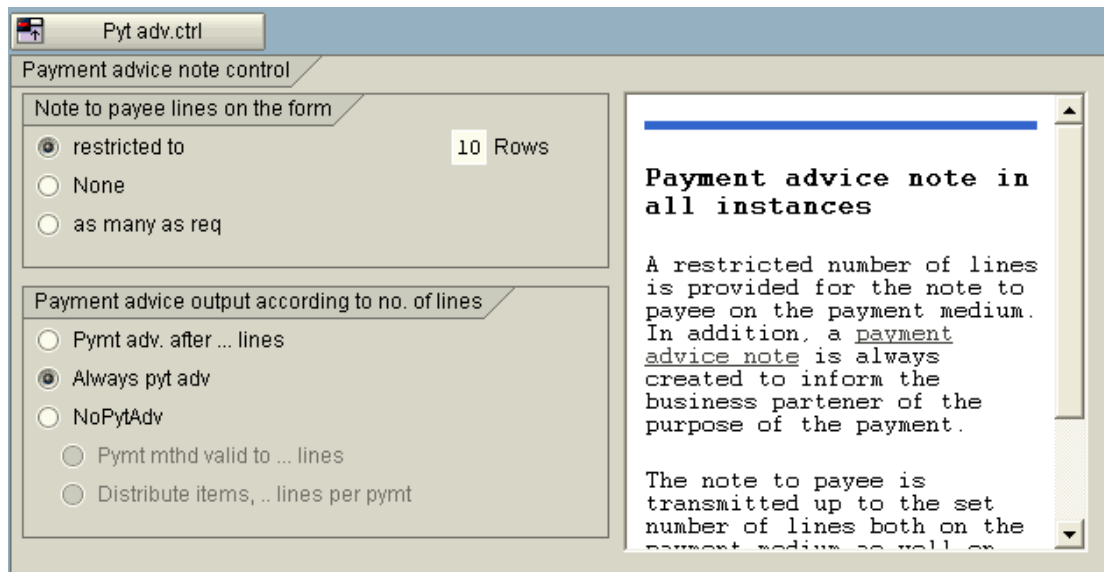 Pyt adv.ctrl
Payment advice note control
Note to payee lines on the form
restricted to 10 Rows
None
as many as req
Payment advice output according to no. of lines
Pymt adv. after ... lines
Always pyt adv
NoPytAdv
Pymt mthd valid to ... lines
Distribute items, .. lines per pymt
Payment advice note in
all instances
A restricted number of lines
is provided for the note to
payee on the payment medium.
In addition, a payment
advice note is always
created to inform the
business partener of the
purpose of the payment.
The note to payee is
transmitted up to the set
number of lines both on the
payment medium as well on